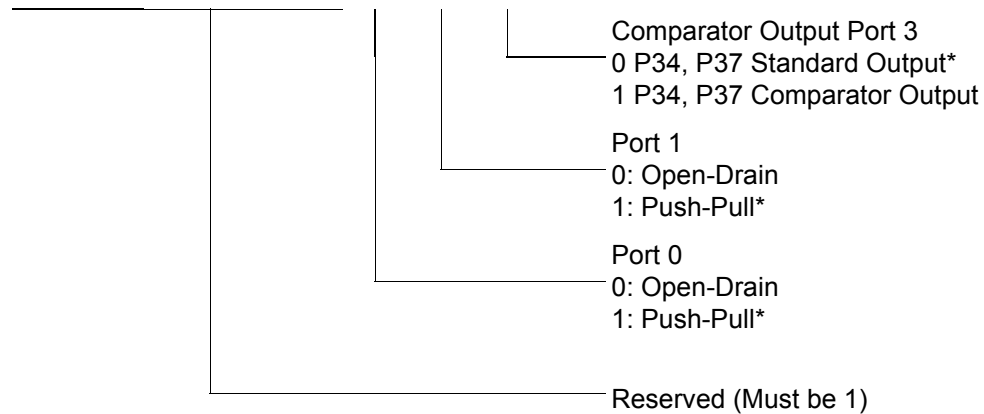 Comparator Output Port 3
0 P34, P37 Standard Output*
1 P34, P37 Comparator Output
Port 1
0: Open-Drain
1: Push-Pull*
Port 0
0: Open-Drain
1: Push-Pull*
Reserved (Must be 1)